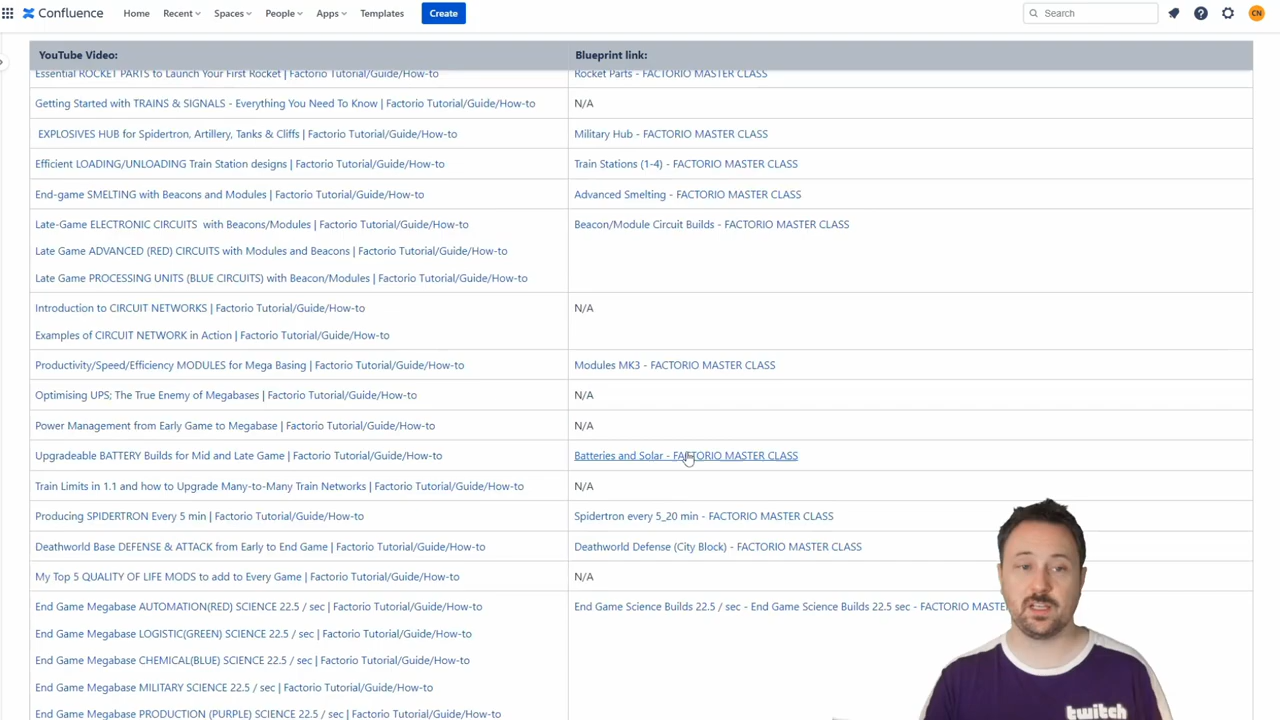 Confluence Home Recent Spaces People Apps Templates Create Search CN
YouTube Video: Blueprint link:
Essential ROCKET PARTS to Launch Your First Rocket | Factorio Tutorial/Guide/How-to Rocket Parts - FACTORIO MASTER CLASS
Getting Started with TRAINS & SIGNALS - Everything You Need To Know | Factorio Tutorial/Guide/How-to N/A
EXPLOSIVES HUB for Spidertron, Artillery, Tanks & Cliffs | Factorio Tutorial/Guide/How-to Military Hub - FACTORIO MASTER CLASS
Efficient LOADING/UNLOADING Train Station designs | Factorio Tutorial/Guide/How-to Train Stations (1-4) - FACTORIO MASTER CLASS
End-game SMELTING with Beacons and Modules | Factorio Tutorial/Guide/How-to Advanced Smelting - FACTORIO MASTER CLASS
Late-Game ELECTRONIC CIRCUITS with Beacons/Modules | Factorio Tutorial/Guide/How-to Beacon/Module Circuit Builds - FACTORIO MASTER CLASS
Late Game ADVANCED (RED) CIRCUITS with Modules and Beacons | Factorio Tutorial/Guide/How-to
Late Game PROCESSING UNITS (BLUE CIRCUITS) with Beacon/Modules | Factorio Tutorial/Guide/How-to
Introduction to CIRCUIT NETWORKS | Factorio Tutorial/Guide/How-to N/A
Examples of CIRCUIT NETWORK in Action | Factorio Tutorial/Guide/How-to
Productivity/Speed/Efficiency MODULES for Mega Basing | Factorio Tutorial/Guide/How-to Modules MK3 - FACTORIO MASTER CLASS
Optimising UPS; The True Enemy of Megabases | Factorio Tutorial/Guide/How-to N/A
Power Management from Early Game to Megabase | Factorio Tutorial/Guide/How-to N/A
Upgradeable BATTERY Builds for Mid and Late Game | Factorio Tutorial/Guide/How-to Batteries and Solar - FACTORIO MASTER CLASS
Train Limits in 1.1 and how to Upgrade Many-to-Many Train Networks | Factorio Tutorial/Guide/How-to N/A
Producing SPIDERTRON Every 5 min | Factorio Tutorial/Guide/How-to Spidertron every 5_20 min - FACTORIO MASTER CLASS
Deathworld Base DEFENSE & ATTACK from Early to End Game | Factorio Tutorial/Guide/How-to Deathworld Defense (City Block) - FACTORIO MASTER CLASS
My Top 5 QUALITY OF LIFE MODS to add to Every Game | Factorio Tutorial/Guide/How-to N/A
End Game Megabase AUTOMATION(RED) SCIENCE 22.5 / sec | Factorio Tutorial/Guide/How-to End Game Science Builds 22.5 / sec - End Game Science Builds 22.5 sec - FACTORIO MASTE
End Game Megabase LOGISTIC(GREEN) SCIENCE 22.5 / sec | Factorio Tutorial/Guide/How-to
End Game Megabase CHEMICAL(BLUE) SCIENCE 22.5 / sec | Factorio Tutorial/Guide/How-to
End Game Megabase MILITARY SCIENCE 22.5 / sec | Factorio Tutorial/Guide/How-to
End Game Megabase PRODUCTION (PURPLE) SCIENCE 22.5 / sec | Factorio Tutorial/Guide/How-to
twitch